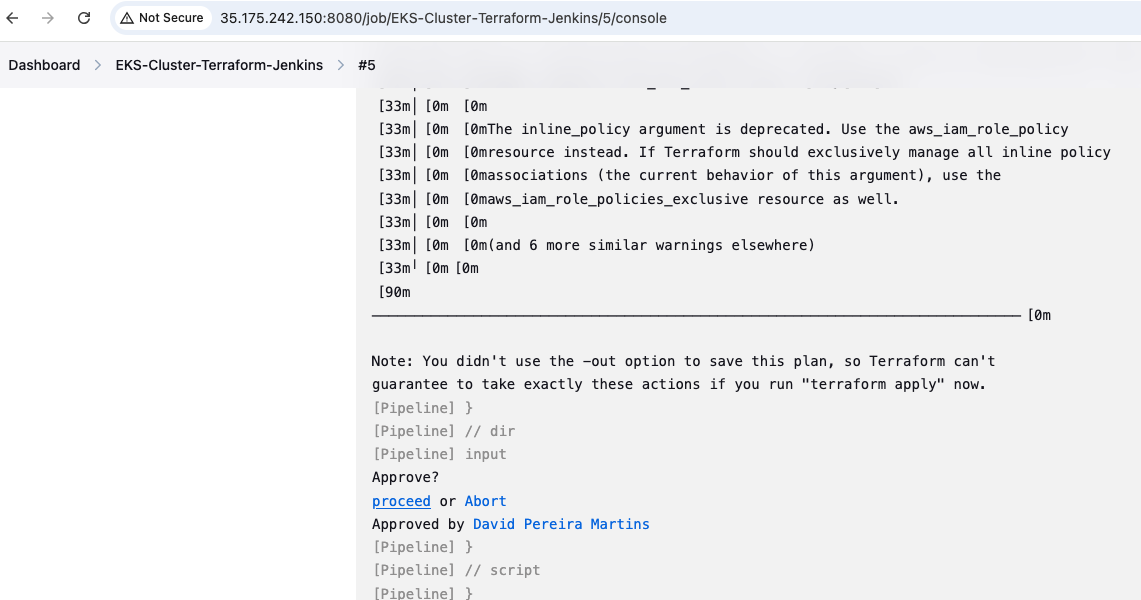 Not Secure 35.175.242.150:8080/job/EKS-Cluster-Terraform-Jenkins/5/console
Dashboard > EKS-Cluster-Terraform-Jenkins > #5
[33m│ [0m [0m
[33m│ [0m [0mThe inline_policy argument is deprecated. Use the aws_iam_role_policy
[33m│ [0m [0mresource instead. If Terraform should exclusively manage all inline policy
[33m│ [0m [0massociations (the current behavior of this argument), use the
[33m│ [0m [0maws_iam_role_policies_exclusive resource as well.
[33m│ [0m [0m
[33m│ [0m [0m(and 6 more similar warnings elsewhere)
[33m╵ [0m [0m
[90m
───────────────────────────────────────────────────────────────────────────── [0m
Note: You didn't use the -out option to save this plan, so Terraform can't
guarantee to take exactly these actions if you run "terraform apply" now.
[Pipeline] }
[Pipeline] // dir
[Pipeline] input
Approve?
proceed or Abort
Approved by David Pereira Martins
[Pipeline] }
[Pipeline] // script
[Pipeline] }